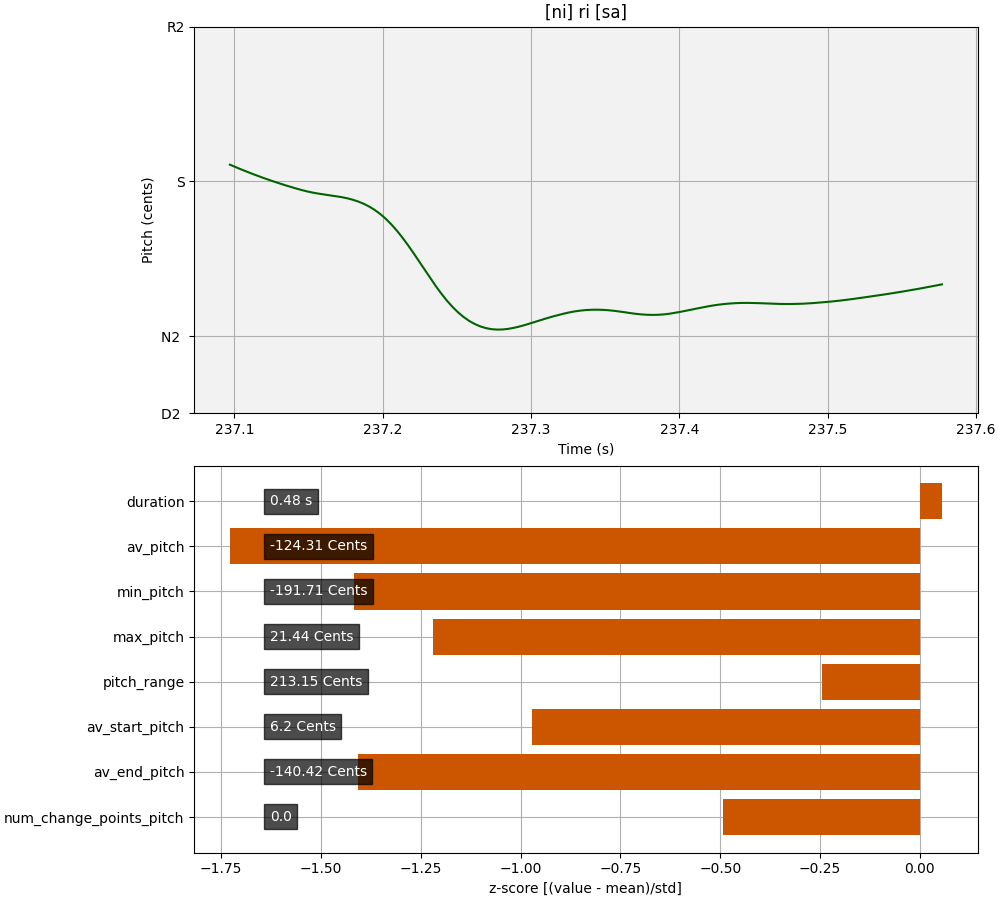 [ni] ri [sa]
R2
S
N2
D2
Pitch (cents)
237.1 237.2 237.3 237.4 237.5 237.6
Time (s)
duration 0.48 s
av_pitch -124.31 Cents
min_pitch -191.71 Cents
max_pitch 21.44 Cents
pitch_range 213.15 Cents
av_start_pitch 6.2 Cents
av_end_pitch -140.42 Cents
num_change_points_pitch 0.0
−1.75 −1.50 −1.25 −1.00 −0.75 −0.50 −0.25 0.00
z-score [(value - mean)/std]